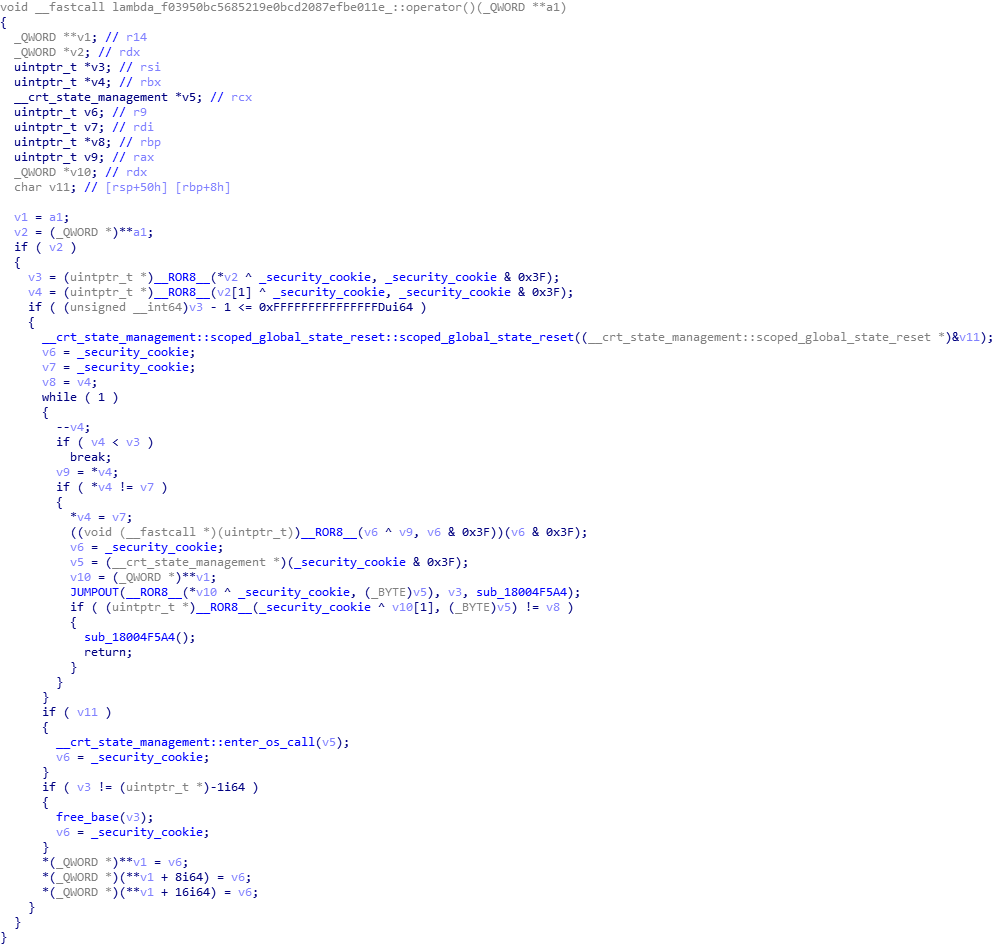 void __fastcall lambda_f03950bc5685219e0bcd2087efbe011e_::operator()(_QWORD **a1)
{
  _QWORD **v1; // r14
  _QWORD *v2; // rdx
  uintptr_t *v3; // rsi
  uintptr_t *v4; // rbx
  __crt_state_management *v5; // rcx
  uintptr_t v6; // r9
  uintptr_t v7; // rdi
  uintptr_t *v8; // rbp
  uintptr_t v9; // rax
  _QWORD *v10; // rdx
  char v11; // [rsp+50h] [rbp+8h]

  v1 = a1;
  v2 = (_QWORD *)**a1;
  if ( v2 )
  {
    v3 = (uintptr_t *)__ROR8__(*v2 ^ _security_cookie, _security_cookie & 0x3F);
    v4 = (uintptr_t *)__ROR8__(v2[1] ^ _security_cookie, _security_cookie & 0x3F);
    if ( (unsigned __int64)v3 - 1 <= 0xFFFFFFFFFFFFFFFDui64 )
    {
      __crt_state_management::scoped_global_state_reset::scoped_global_state_reset((__crt_state_management::scoped_global_state_reset *)&v11);
      v6 = _security_cookie;
      v7 = _security_cookie;
      v8 = v4;
      while ( 1 )
      {
        --v4;
        if ( v4 < v3 )
          break;
        v9 = *v4;
        if ( *v4 != v7 )
        {
          *v4 = v7;
          ((void (__fastcall *)(uintptr_t))__ROR8__(v6 ^ v9, v6 & 0x3F))(v6 & 0x3F);
          v6 = _security_cookie;
          v5 = (__crt_state_management *)(_security_cookie & 0x3F);
          v10 = (_QWORD *)**v1;
          JUMPOUT(__ROR8__(*v10 ^ _security_cookie, (_BYTE)v5), v3, sub_18004F5A4);
          if ( (uintptr_t *)__ROR8__(_security_cookie ^ v10[1], (_BYTE)v5) != v8 )
          {
            sub_18004F5A4();
            return;
          }
        }
      }
      if ( v11 )
      {
        __crt_state_management::enter_os_call(v5);
        v6 = _security_cookie;
      }
      if ( v3 != (uintptr_t *)-1i64 )
      {
        free_base(v3);
        v6 = _security_cookie;
      }
      *(_QWORD *)**v1 = v6;
      *(_QWORD *)(**v1 + 8i64) = v6;
      *(_QWORD *)(**v1 + 16i64) = v6;
    }
  }
}